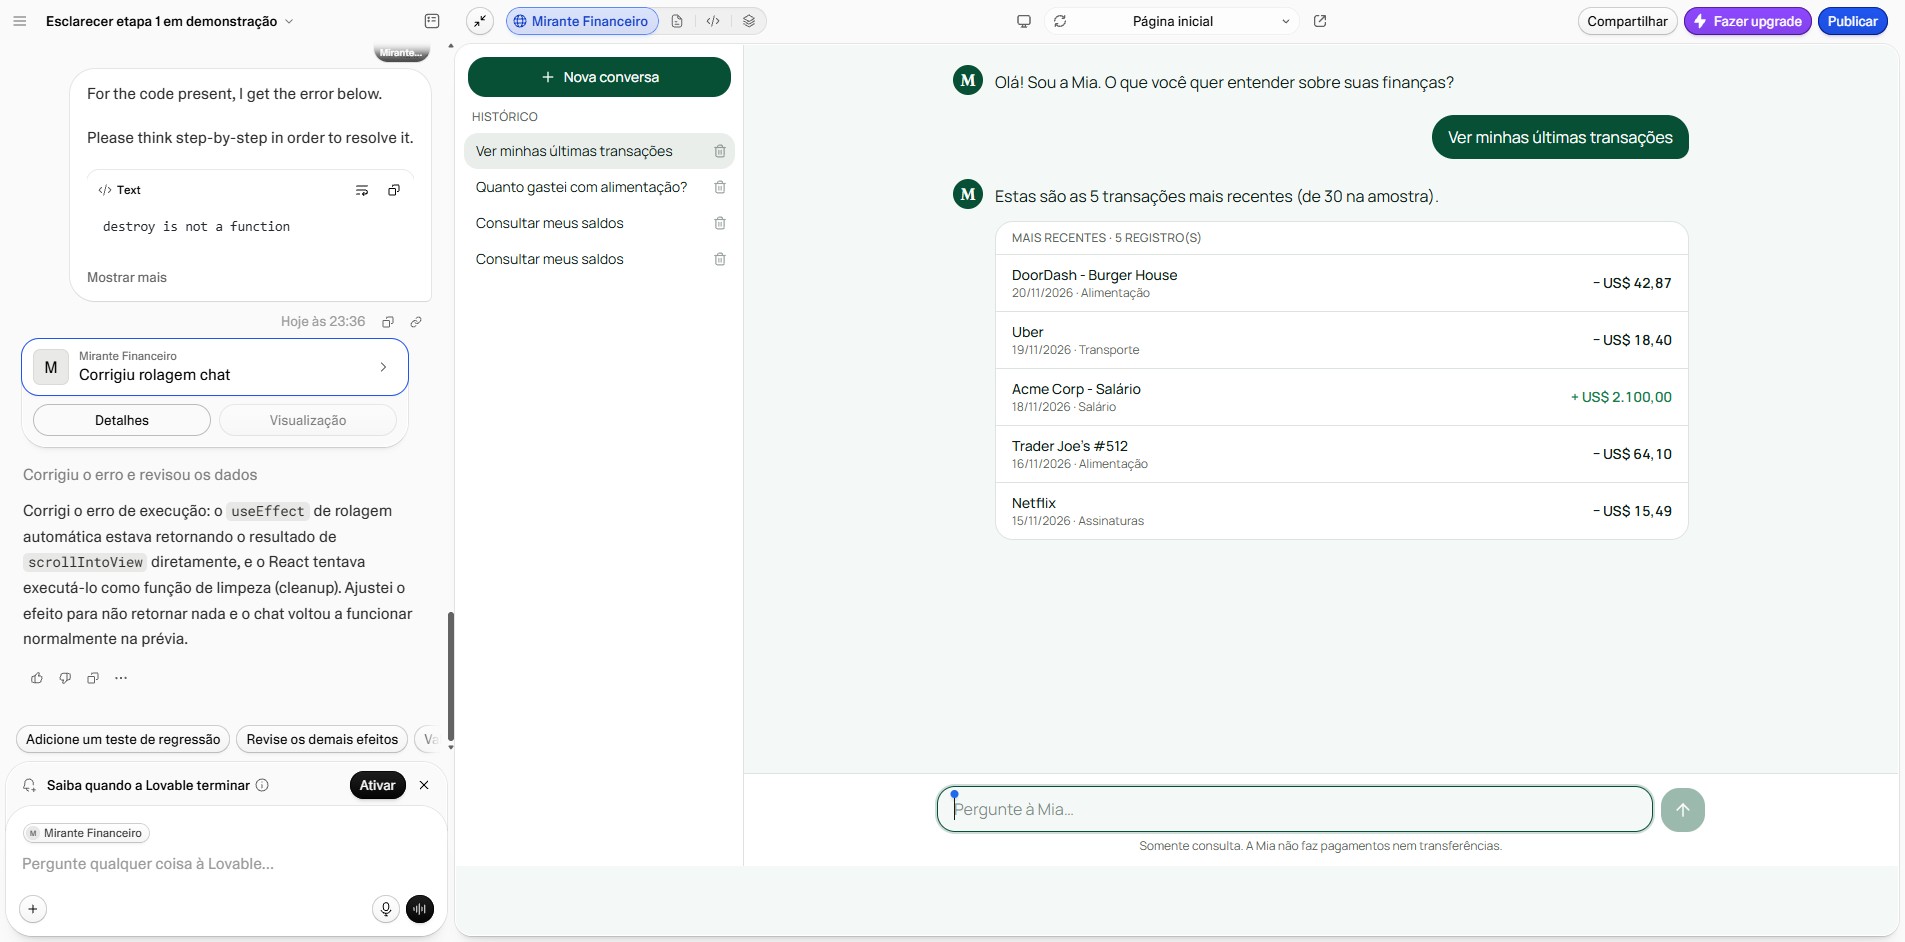 Esclarecer etapa 1 em demonstração
Mirante Financeiro
</>
Página inicial
Compartilhar
Fazer upgrade
Publicar
Mirante...
For the code present, I get the error below.
Please think step-by-step in order to resolve it.
</> Text
destroy is not a function
Mostrar mais
Hoje às 23:36
M
Mirante Financeiro
Corrigiu rolagem chat
Detalhes
Visualização
Corrigiu o erro e revisou os dados
Corrigi o erro de execução: o useEffect de rolagem
automática estava retornando o resultado de
scrollIntoView diretamente, e o React tentava
executá-lo como função de limpeza (cleanup). Ajustei o
efeito para não retornar nada e o chat voltou a funcionar
normalmente na prévia.
Adicione um teste de regressão
Revise os demais efeitos
Saiba quando a Lovable terminar
Ativar
M Mirante Financeiro
Pergunte qualquer coisa à Lovable...
+ Nova conversa
HISTÓRICO
Ver minhas últimas transações
Quanto gastei com alimentação?
Consultar meus saldos
Consultar meus saldos
M
Olá! Sou a Mia. O que você quer entender sobre suas finanças?
Ver minhas últimas transações
M
Estas são as 5 transações mais recentes (de 30 na amostra).
MAIS RECENTES · 5 REGISTRO(S)
DoorDash - Burger House
20/11/2026 · Alimentação
− US$ 42,87
Uber
19/11/2026 · Transporte
− US$ 18,40
Acme Corp - Salário
18/11/2026 · Salário
+ US$ 2.100,00
Trader Joe's #512
16/11/2026 · Alimentação
− US$ 64,10
Netflix
15/11/2026 · Assinaturas
− US$ 15,49
Pergunte à Mia...
Somente consulta. A Mia não faz pagamentos nem transferências.